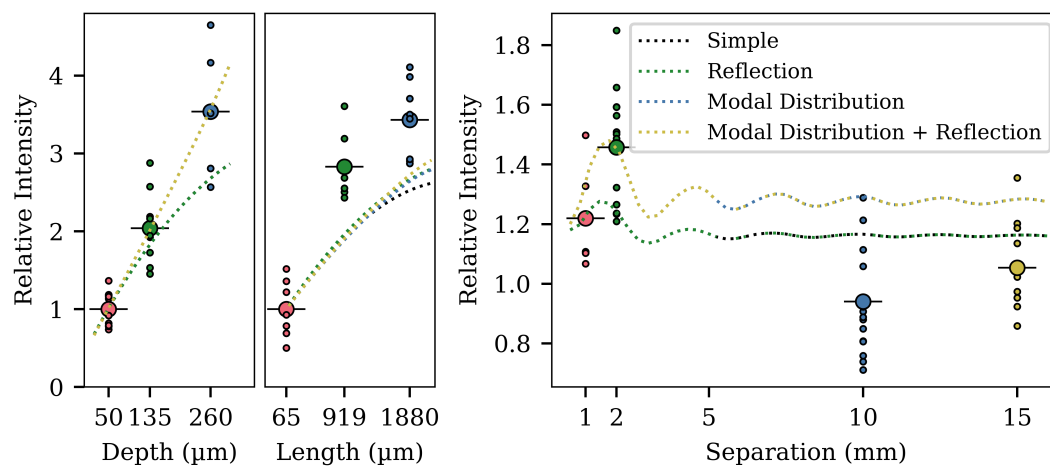 Relative Intensity
4
3
2
1
0
50 135 260
Depth (µm)
65 919 1880
Length (µm)
Relative Intensity
1.8
1.6
1.4
1.2
1.0
0.8
Simple
Reflection
Modal Distribution
Modal Distribution + Reflection
1 2 5 10 15
Separation (mm)